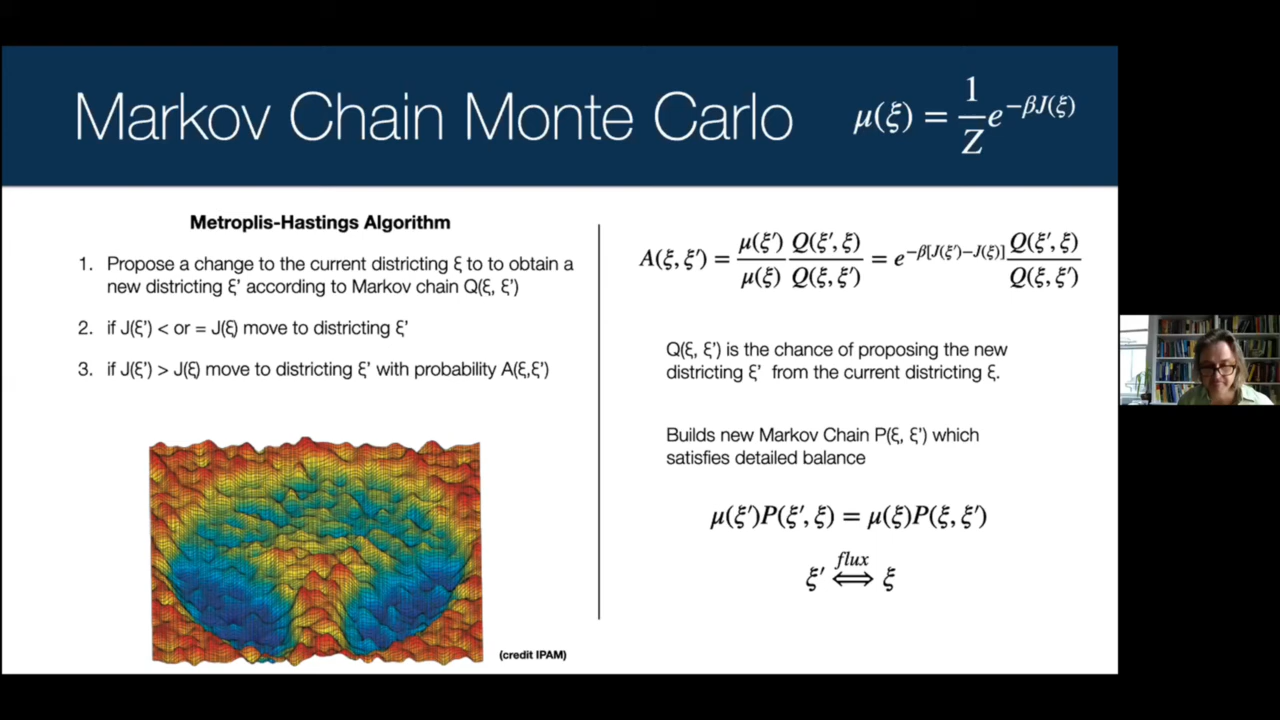 Markov Chain Monte Carlo
μ(ξ) = 1/Z e^{−βJ(ξ)}
Metroplis-Hastings Algorithm
1. Propose a change to the current districting ξ to to obtain a
new districting ξ’ according to Markov chain Q(ξ, ξ’)
2. if J(ξ’) < or = J(ξ) move to districting ξ’
3. if J(ξ’) > J(ξ) move to districting ξ’ with probability A(ξ,ξ’)
(credit IPAM)
A(ξ, ξ′) = μ(ξ′)/μ(ξ) Q(ξ′, ξ)/Q(ξ, ξ′) = e^{−β[J(ξ′)−J(ξ)]} Q(ξ′, ξ)/Q(ξ, ξ′)
Q(ξ, ξ’) is the chance of proposing the new
districting ξ’ from the current districting ξ.
Builds new Markov Chain P(ξ, ξ’) which
satisfies detailed balance
μ(ξ′)P(ξ′, ξ) = μ(ξ)P(ξ, ξ′)
flux
ξ′ ⟺ ξ